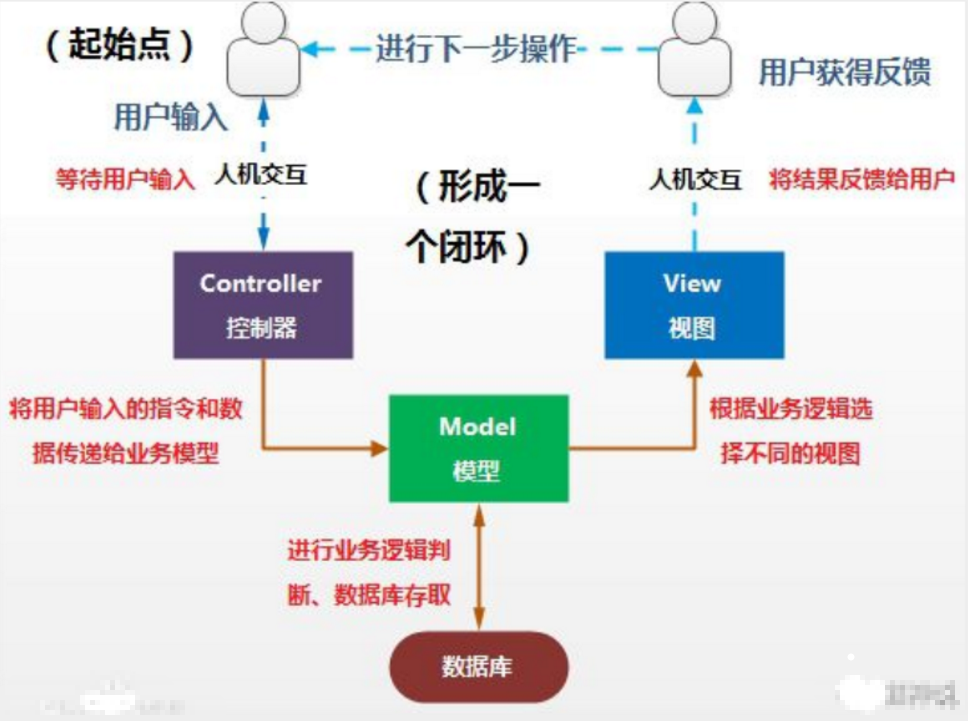 （起始点）
进行下一步操作
用户获得反馈
用户输入
等待用户输入
人机交互
（形成一
个闭环）
人机交互
将结果反馈给用户
Controller
控制器
View
视图
将用户输入的指令和数
据传递给业务模型
Model
模型
根据业务逻辑选
择不同的视图
进行业务逻辑判
断、数据库存取
数据库